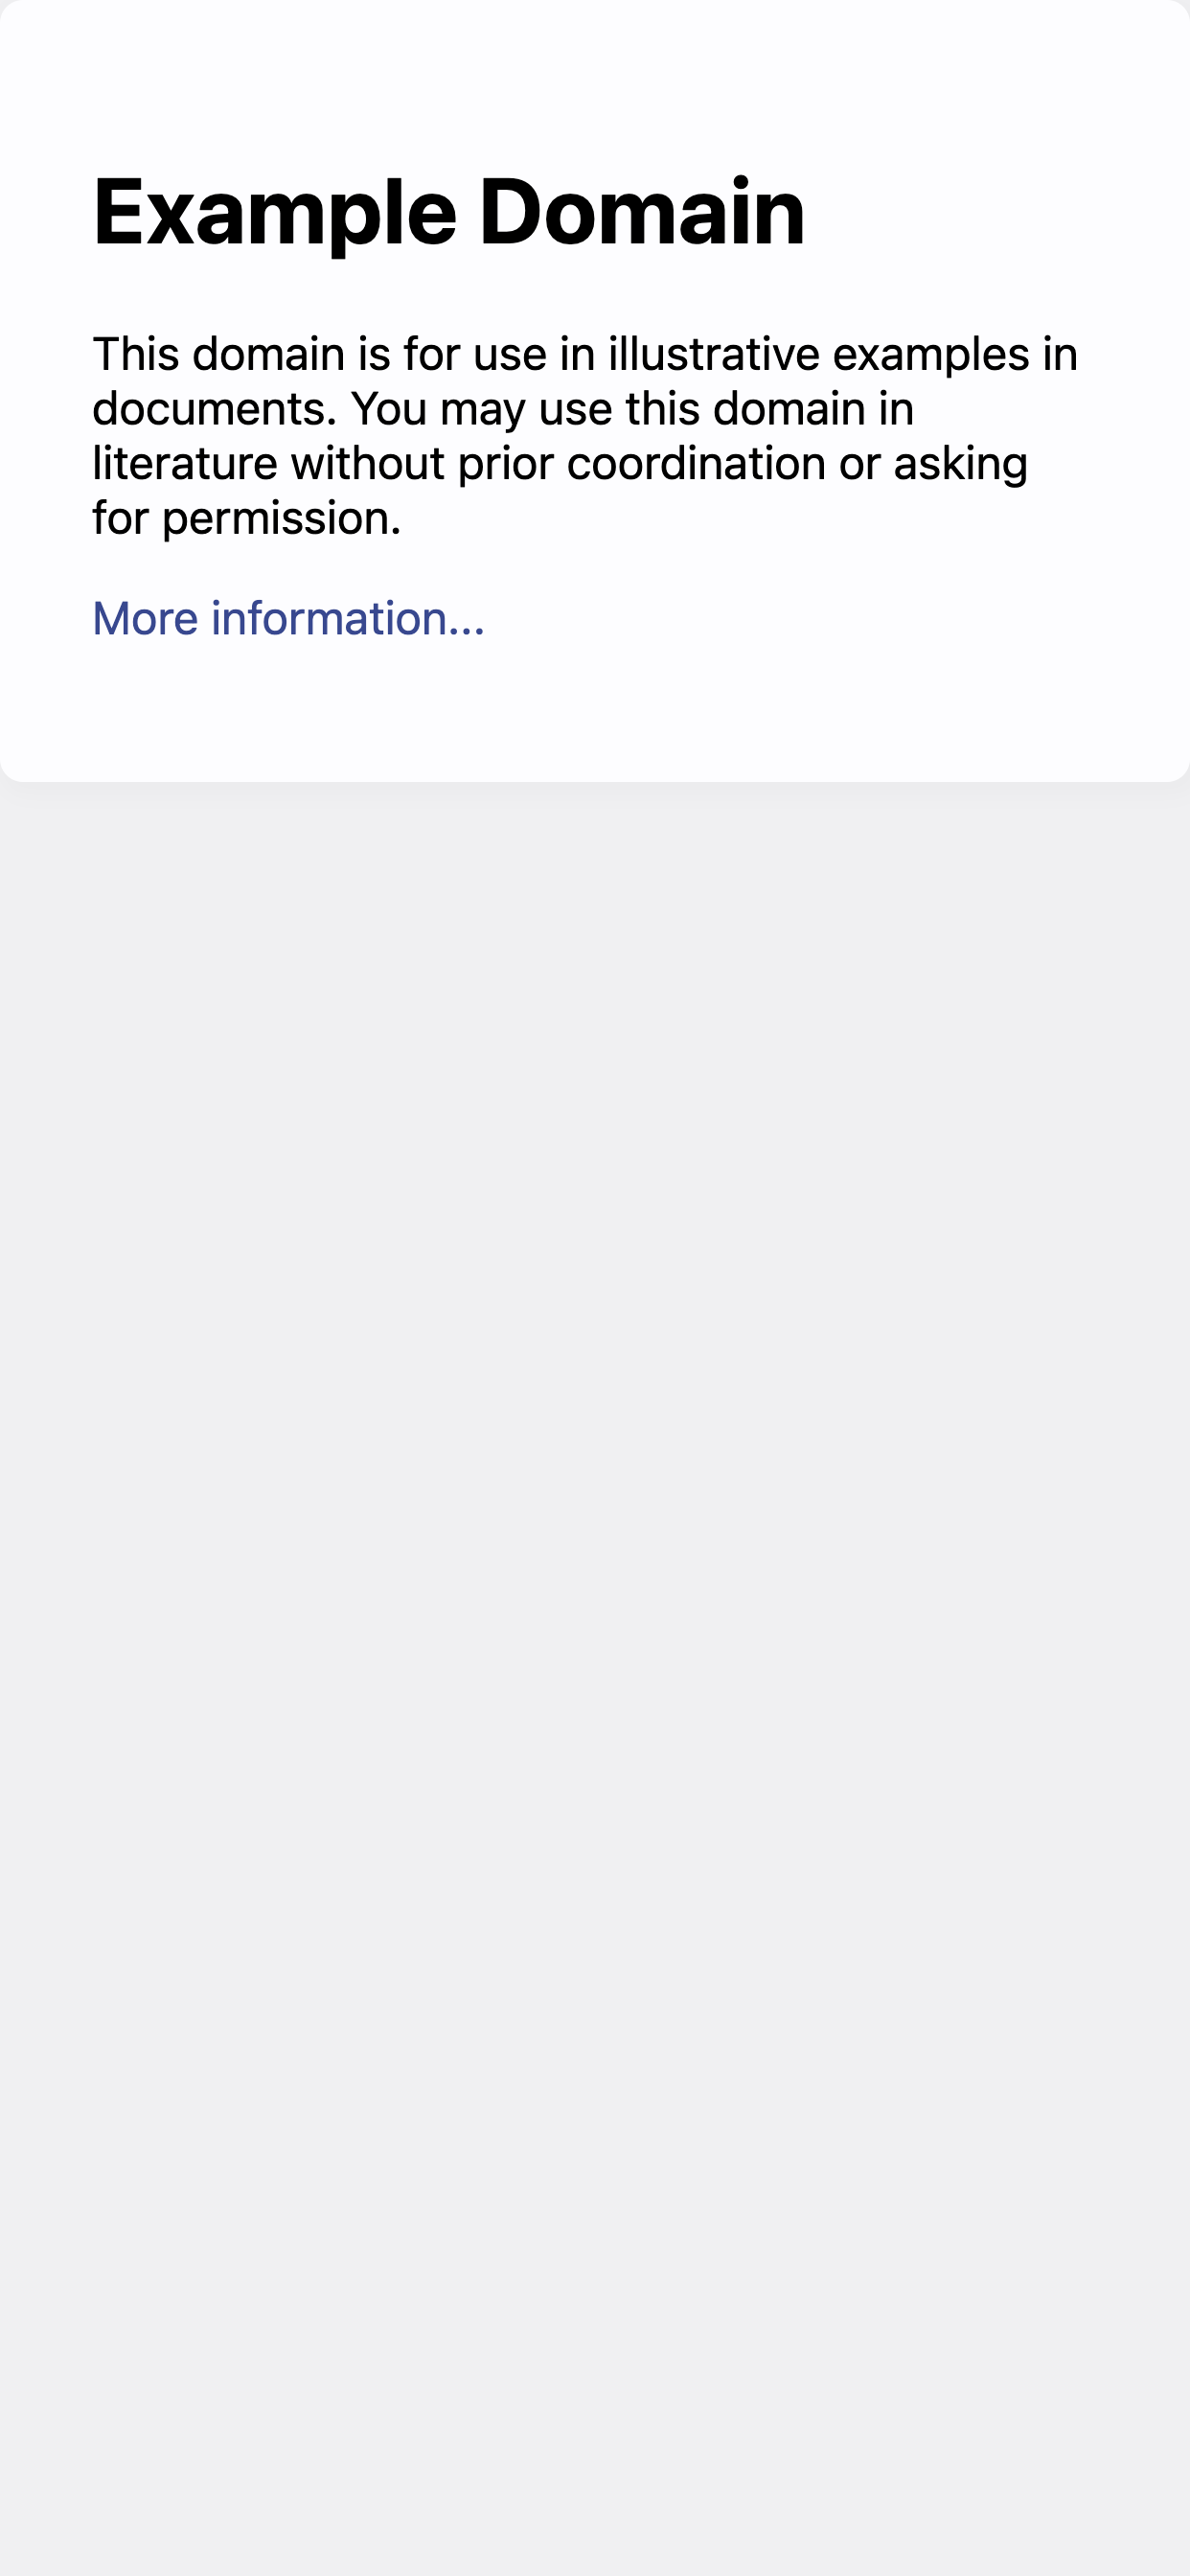 Example Domain
This domain is for use in illustrative examples in
documents. You may use this domain in
literature without prior coordination or asking
for permission.
More information...